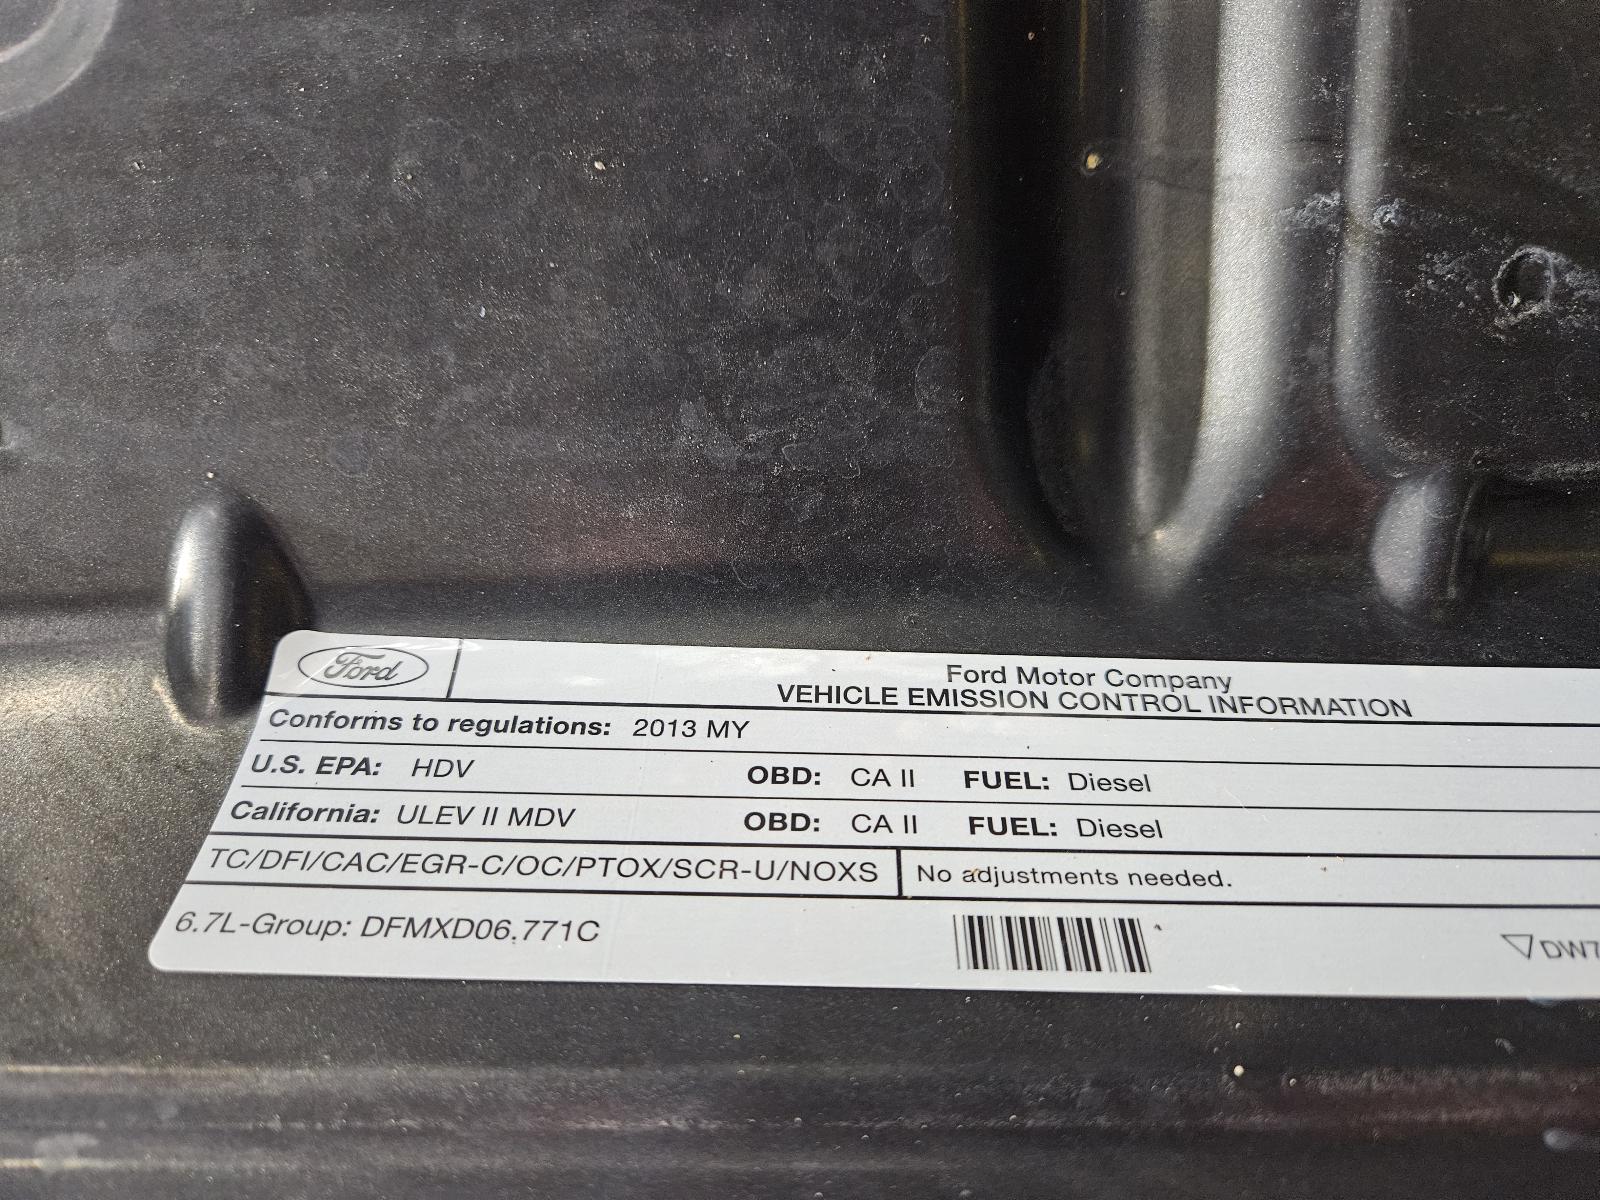 Ford
Ford Motor Company
VEHICLE EMISSION CONTROL INFORMATION
Conforms to regulations: 2013 MY
U.S. EPA: HDV OBD: CA II FUEL: Diesel
California: ULEV II MDV OBD: CA II FUEL: Diesel
TC/DFI/CAC/EGR-C/OC/PTOX/SCR-U/NOXS No adjustments needed.
6.7L-Group: DFMXD06.771C ▽DW7